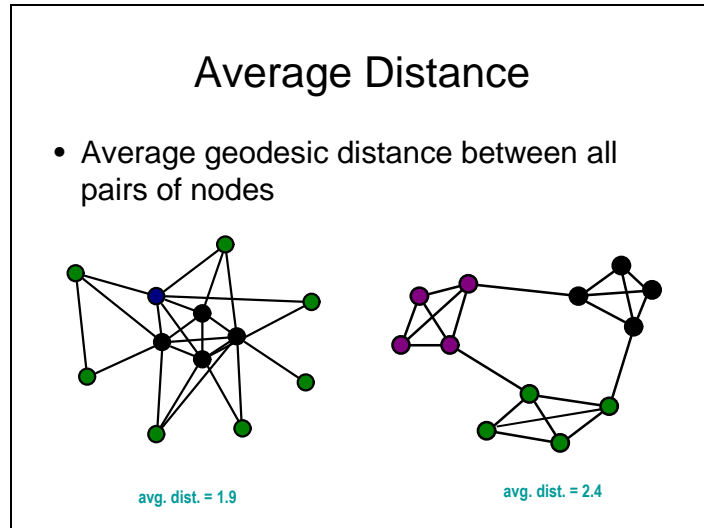 Average Distance
• Average geodesic distance between all
pairs of nodes
avg. dist. = 1.9
avg. dist. = 2.4